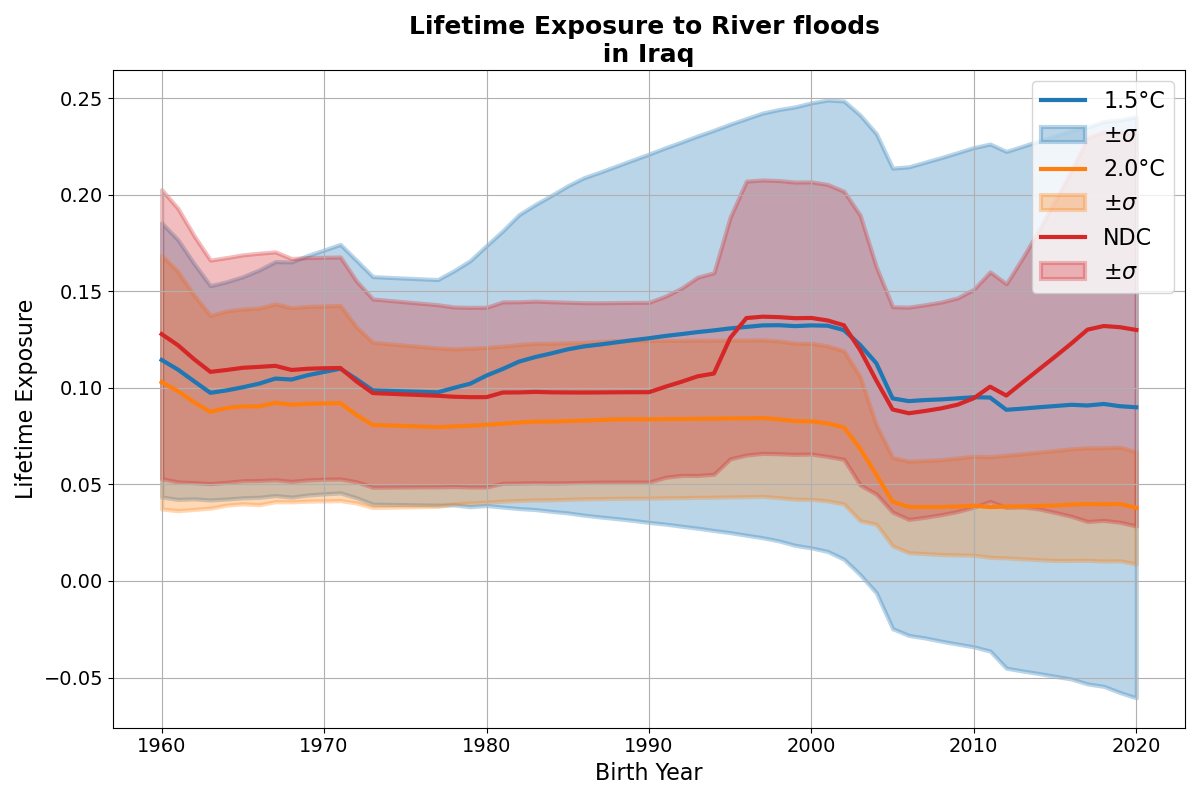 Lifetime Exposure to River floods
in Iraq
Lifetime Exposure
0.25
0.20
0.15
0.10
0.05
0.00
−0.05
1960
1970
1980
1990
2000
2010
2020
Birth Year
1.5°C
±σ
2.0°C
±σ
NDC
±σ